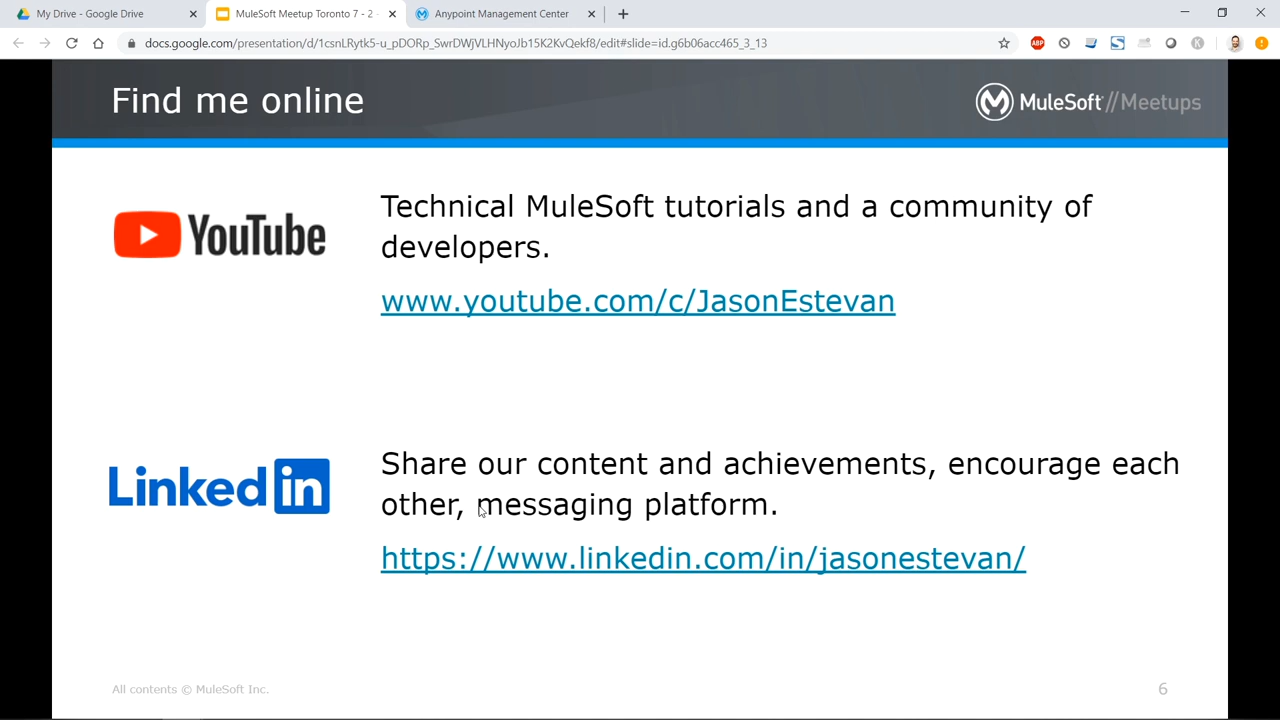 My Drive - Google Drive
MuleSoft Meetup Toronto 7 - 2 -
Anypoint Management Center
docs.google.com/presentation/d/1csnLRytk5-u_pDORp_SwrDWjVLHNyoJb15K2KvQekf8/edit#slide=id.g6b06acc465_3_13
ABP
Find me online
MuleSoft//Meetups
YouTube
Technical MuleSoft tutorials and a community of
developers.
www.youtube.com/c/JasonEstevan
Linked in
Share our content and achievements, encourage each
other, messaging platform.
https://www.linkedin.com/in/jasonestevan/
All contents © MuleSoft Inc.
6